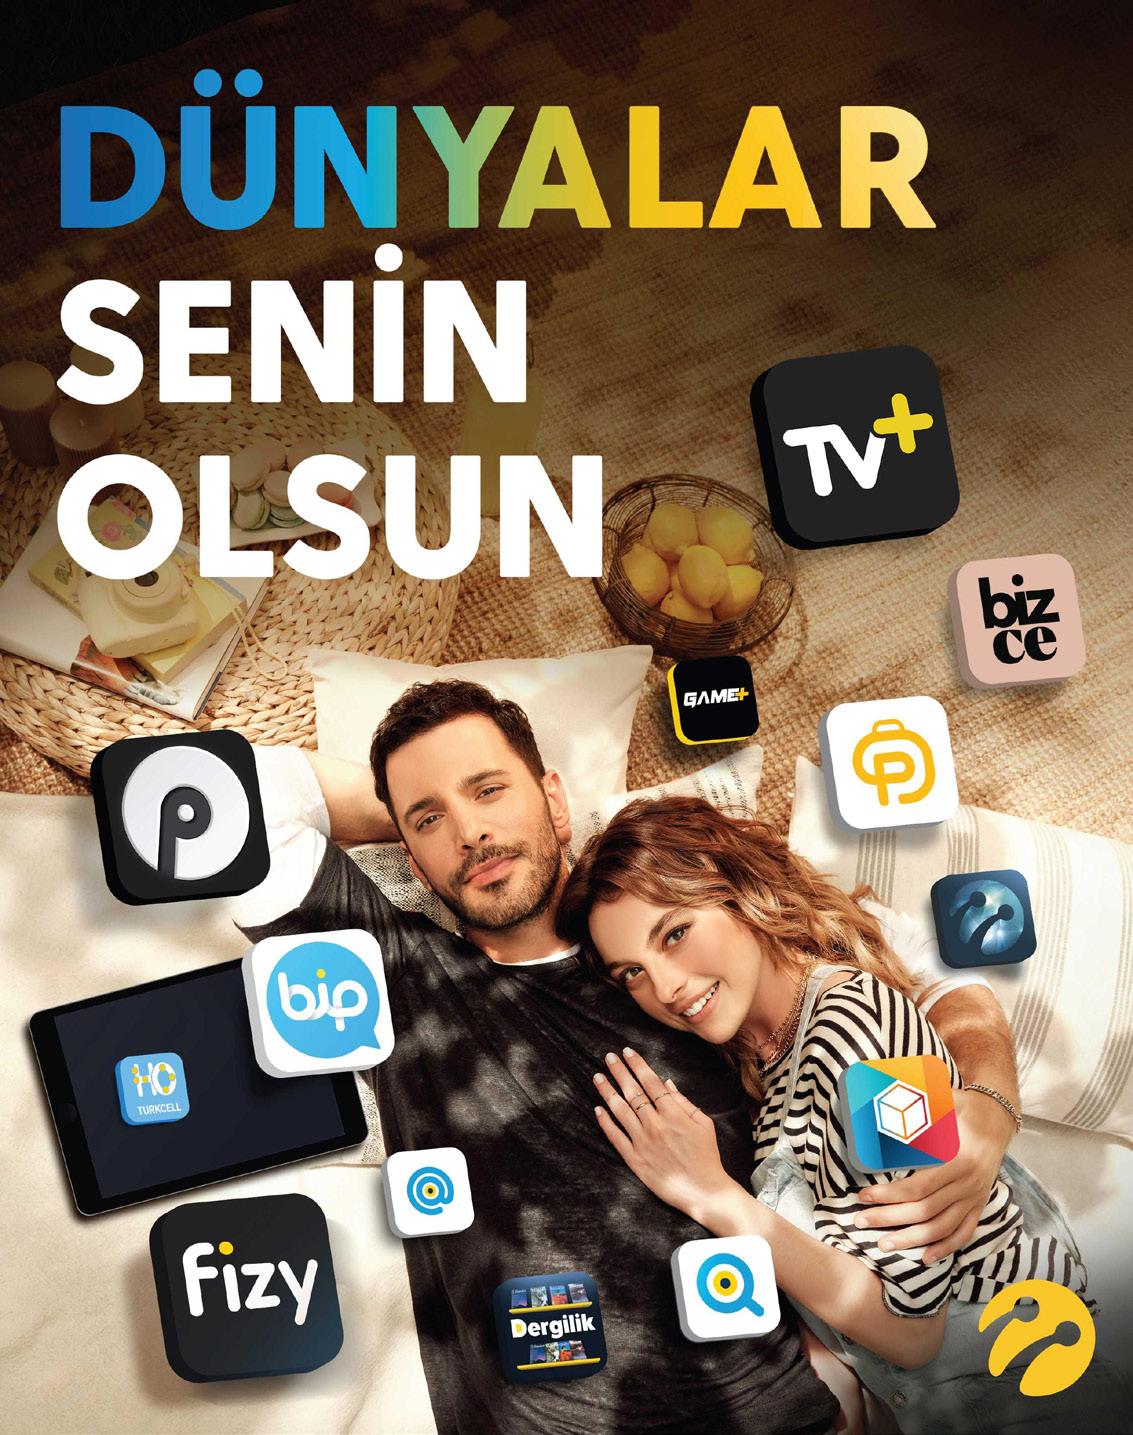 DÜNYALAR
SENİN
OLSUN
TV+
biz
ce
GAME+
P
p
bip
HO
TURKCELL
fizy
Dergilik